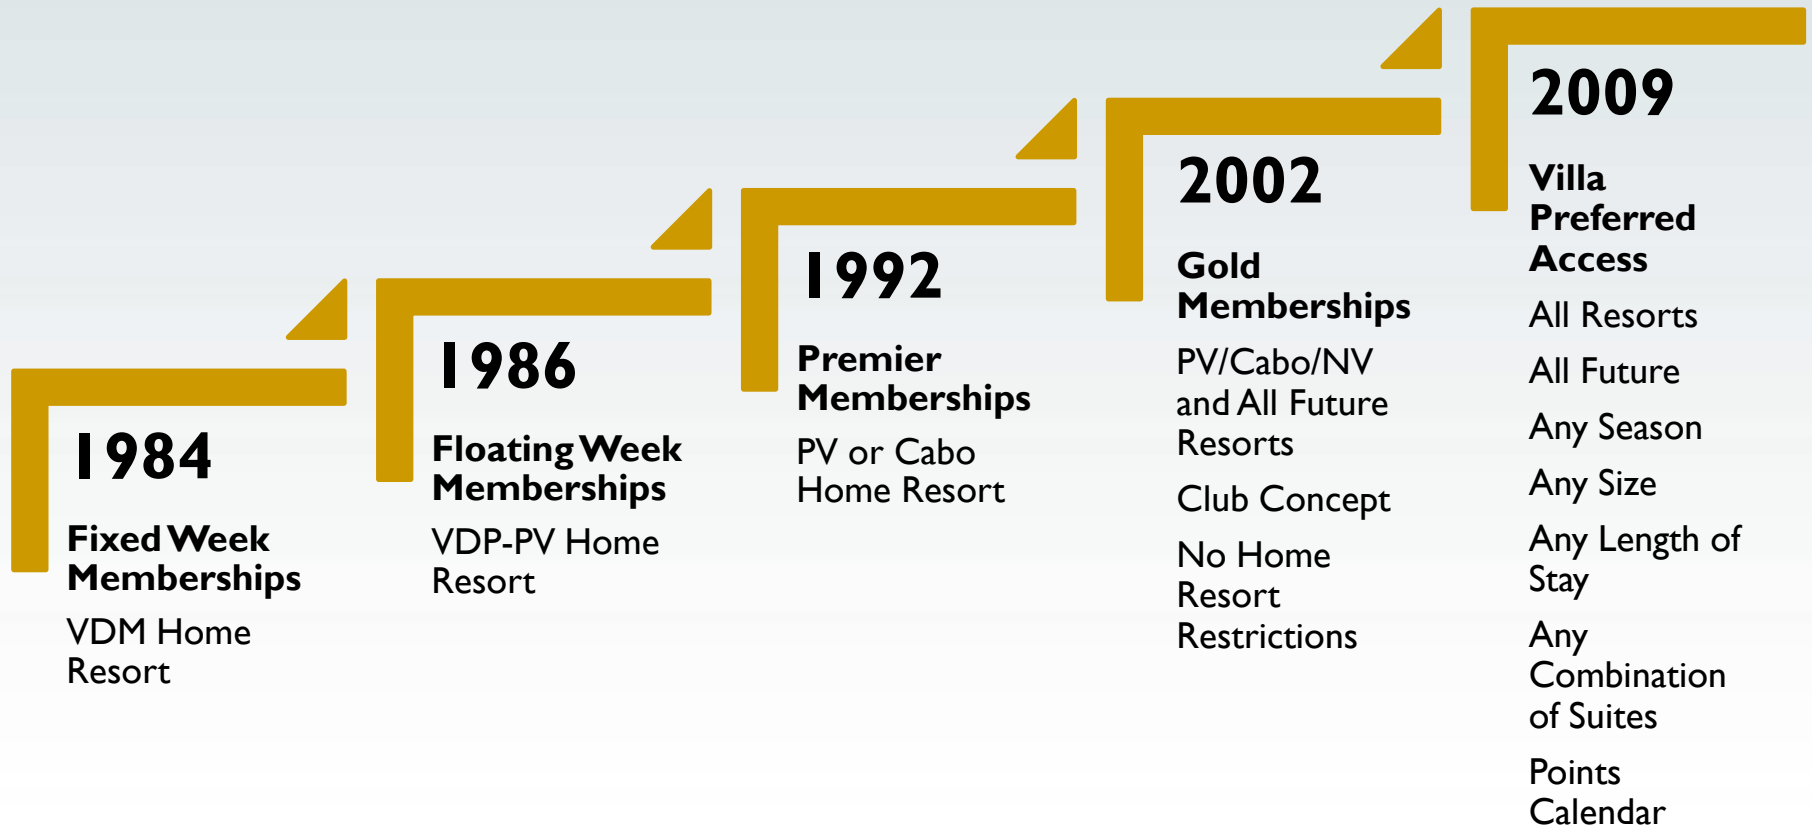 1984
Fixed Week
Memberships
VDM Home
Resort
1986
Floating Week
Memberships
VDP-PV Home
Resort
1992
Premier
Memberships
PV or Cabo
Home Resort
2002
Gold
Memberships
PV/Cabo/NV
and All Future
Resorts
Club Concept
No Home
Resort
Restrictions
2009
Villa
Preferred
Access
All Resorts
All Future
Any Season
Any Size
Any Length of
Stay
Any
Combination
of Suites
Points
Calendar